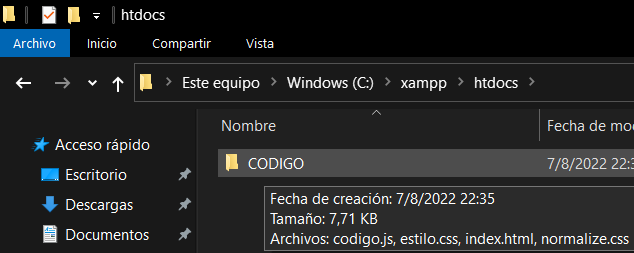 htdocs
Archivo Inicio Compartir Vista
Este equipo > Windows (C:) > xampp > htdocs >
Nombre Fecha de mo
Acceso rápido
Escritorio
Descargas
Documentos
CODIGO 7/8/2022 22:3
Fecha de creación: 7/8/2022 22:35
Tamaño: 7,71 KB
Archivos: codigo.js, estilo.css, index.html, normalize.css